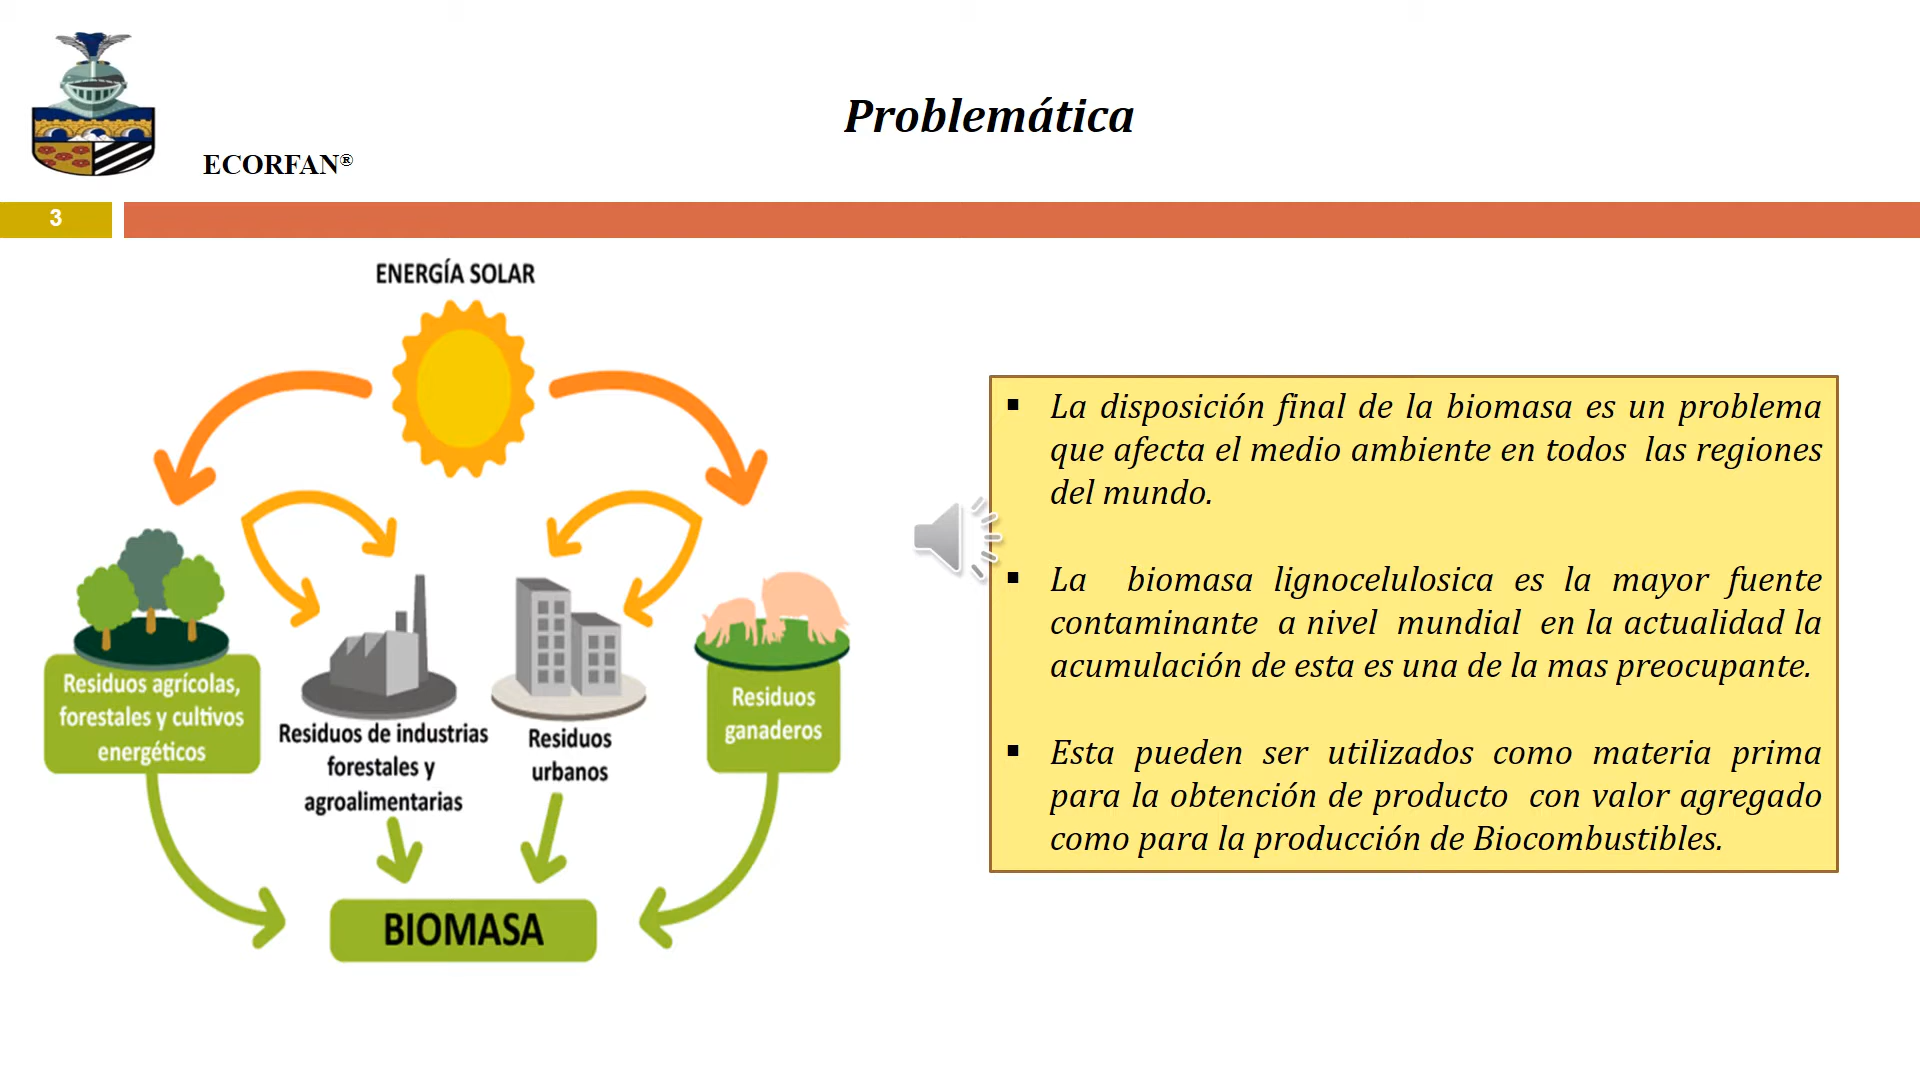 Problemática
ECORFAN®
3
ENERGÍA SOLAR
Residuos agrícolas,
forestales y cultivos
energéticos
Residuos de industrias
forestales y
agroalimentarias
Residuos
urbanos
Residuos
ganaderos
BIOMASA
▪ La disposición final de la biomasa es un problema
que afecta el medio ambiente en todos las regiones
del mundo.
▪ La biomasa lignocelulosica es la mayor fuente
contaminante a nivel mundial en la actualidad la
acumulación de esta es una de la mas preocupante.
▪ Esta pueden ser utilizados como materia prima
para la obtención de producto con valor agregado
como para la producción de Biocombustibles.